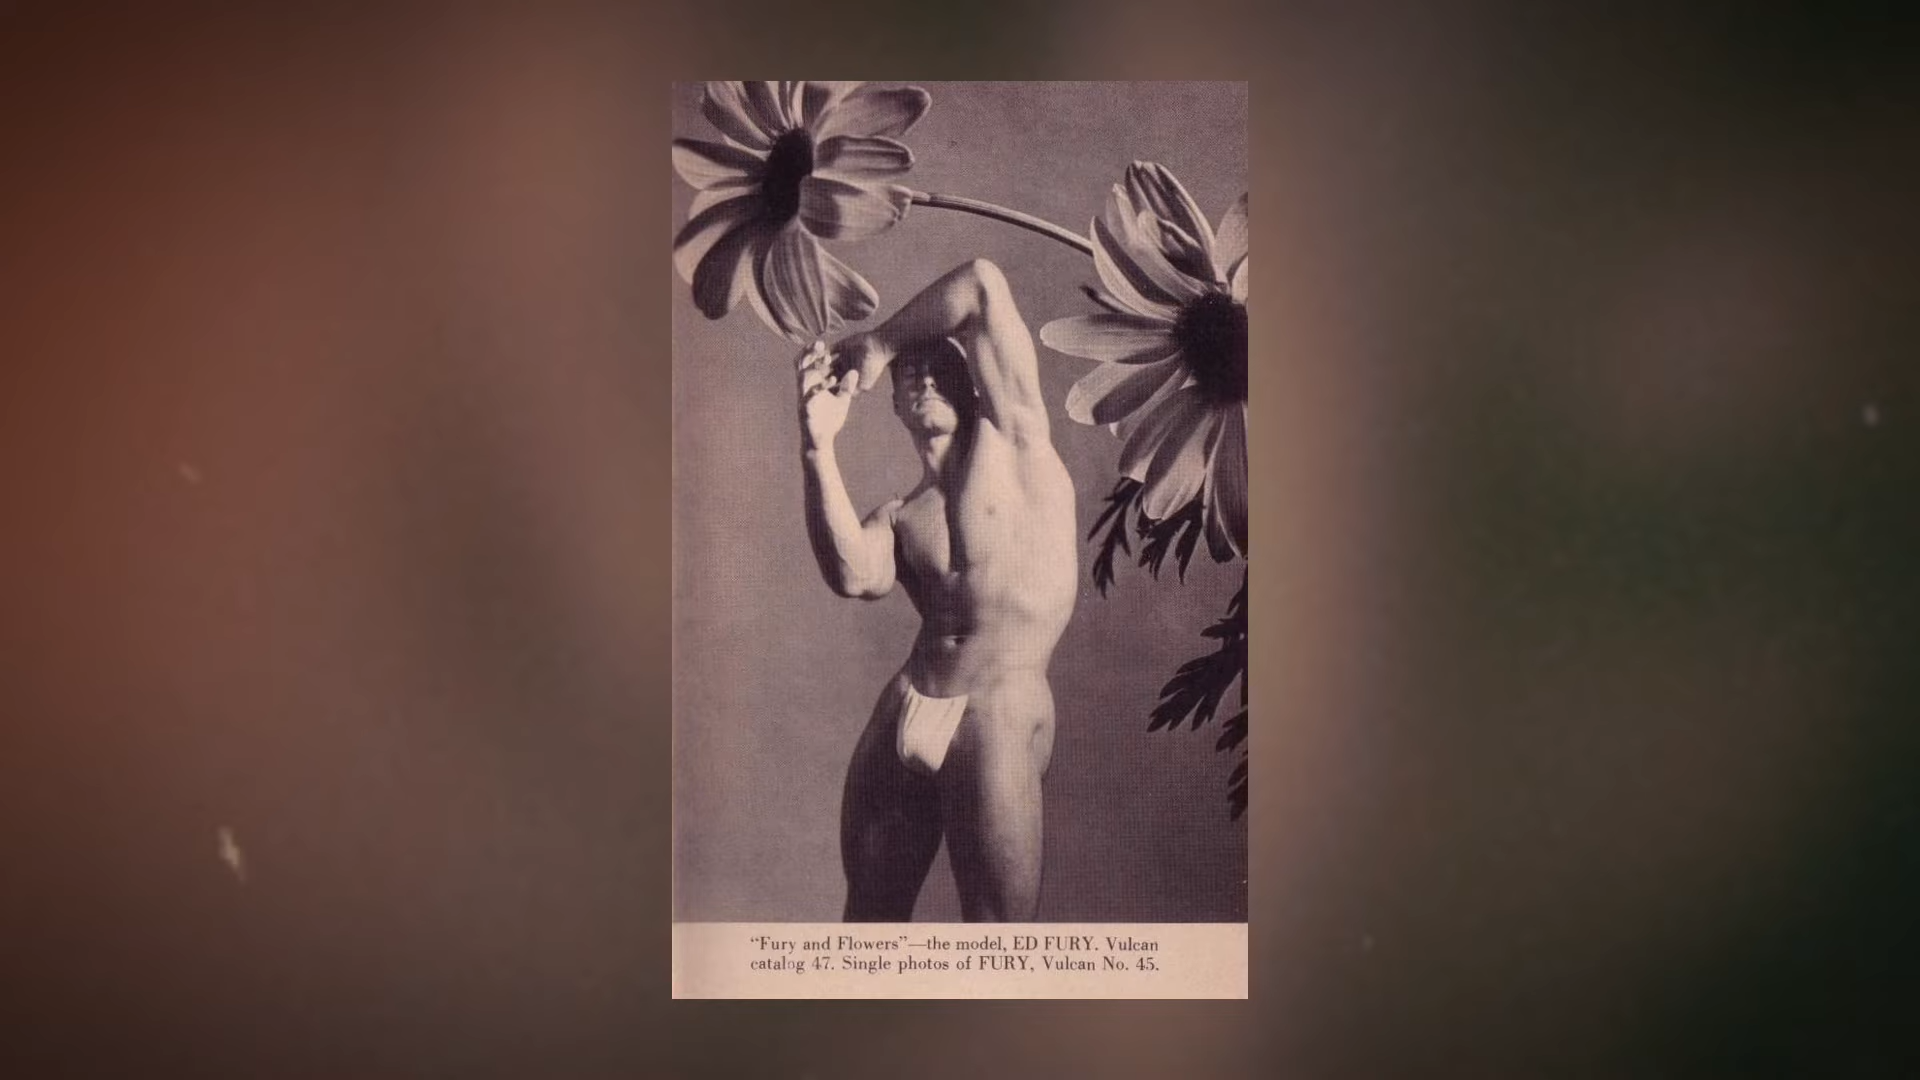 “Fury and Flowers”—the model, ED FURY. Vulcan
catalog 47. Single photos of FURY, Vulcan No. 45.